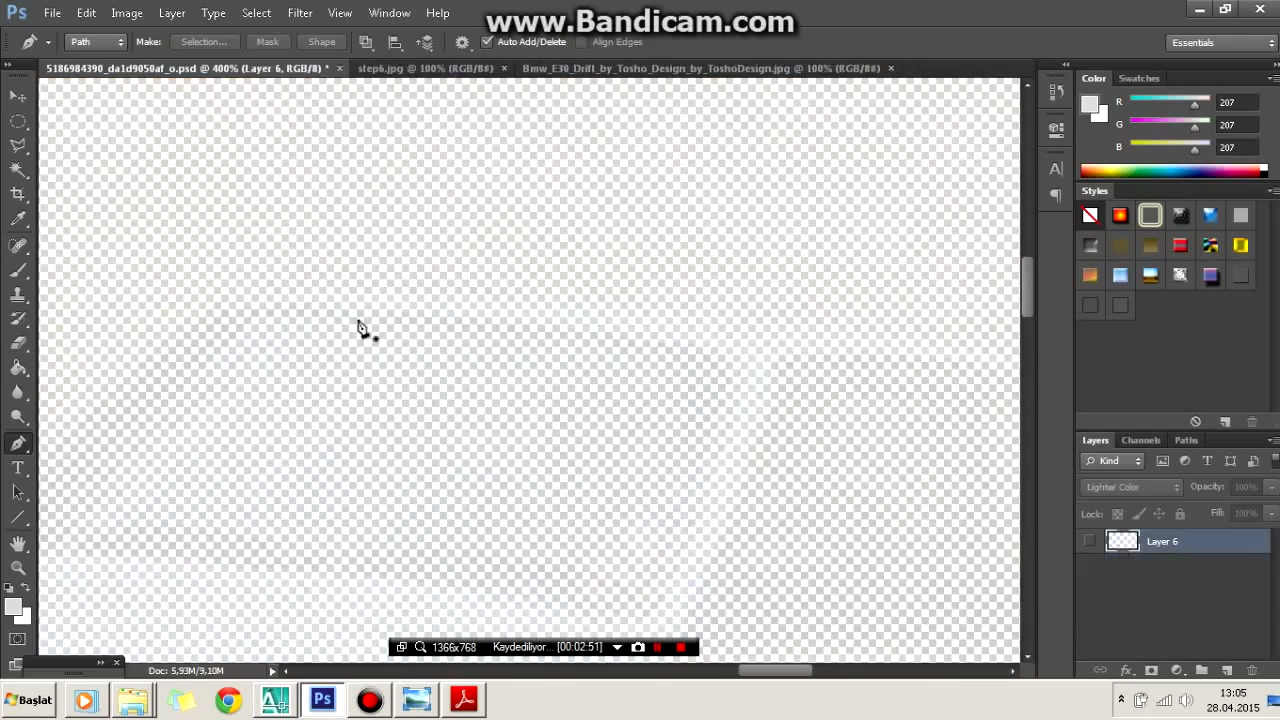 www.Bandicam.com
Ps File Edit Image Layer Type Select Filter View Window Help
Path Make: Selection... Mask Shape Auto Add/Delete Align Edges Essentials
5186984390_da1d9050af_o.psd @ 400% (Layer 6, RGB/8) * × step6.jpg @ 100% (RGB/8#) × Bmw_E30_Drift_by_Tosho_Design_by_ToshoDesign.jpg @ 100% (RGB/8#) ×
Color Swatches
R 207
G 207
B 207
Styles
Layers Channels Paths
Kind
Lighter Color Opacity: 100%
Lock: Fill: 100%
Layer 6
1366x768 Kaydediliyor... [00:02:51]
Doc: 5,93M/9,10M
Başlat Ps
13:05
28.04.2015